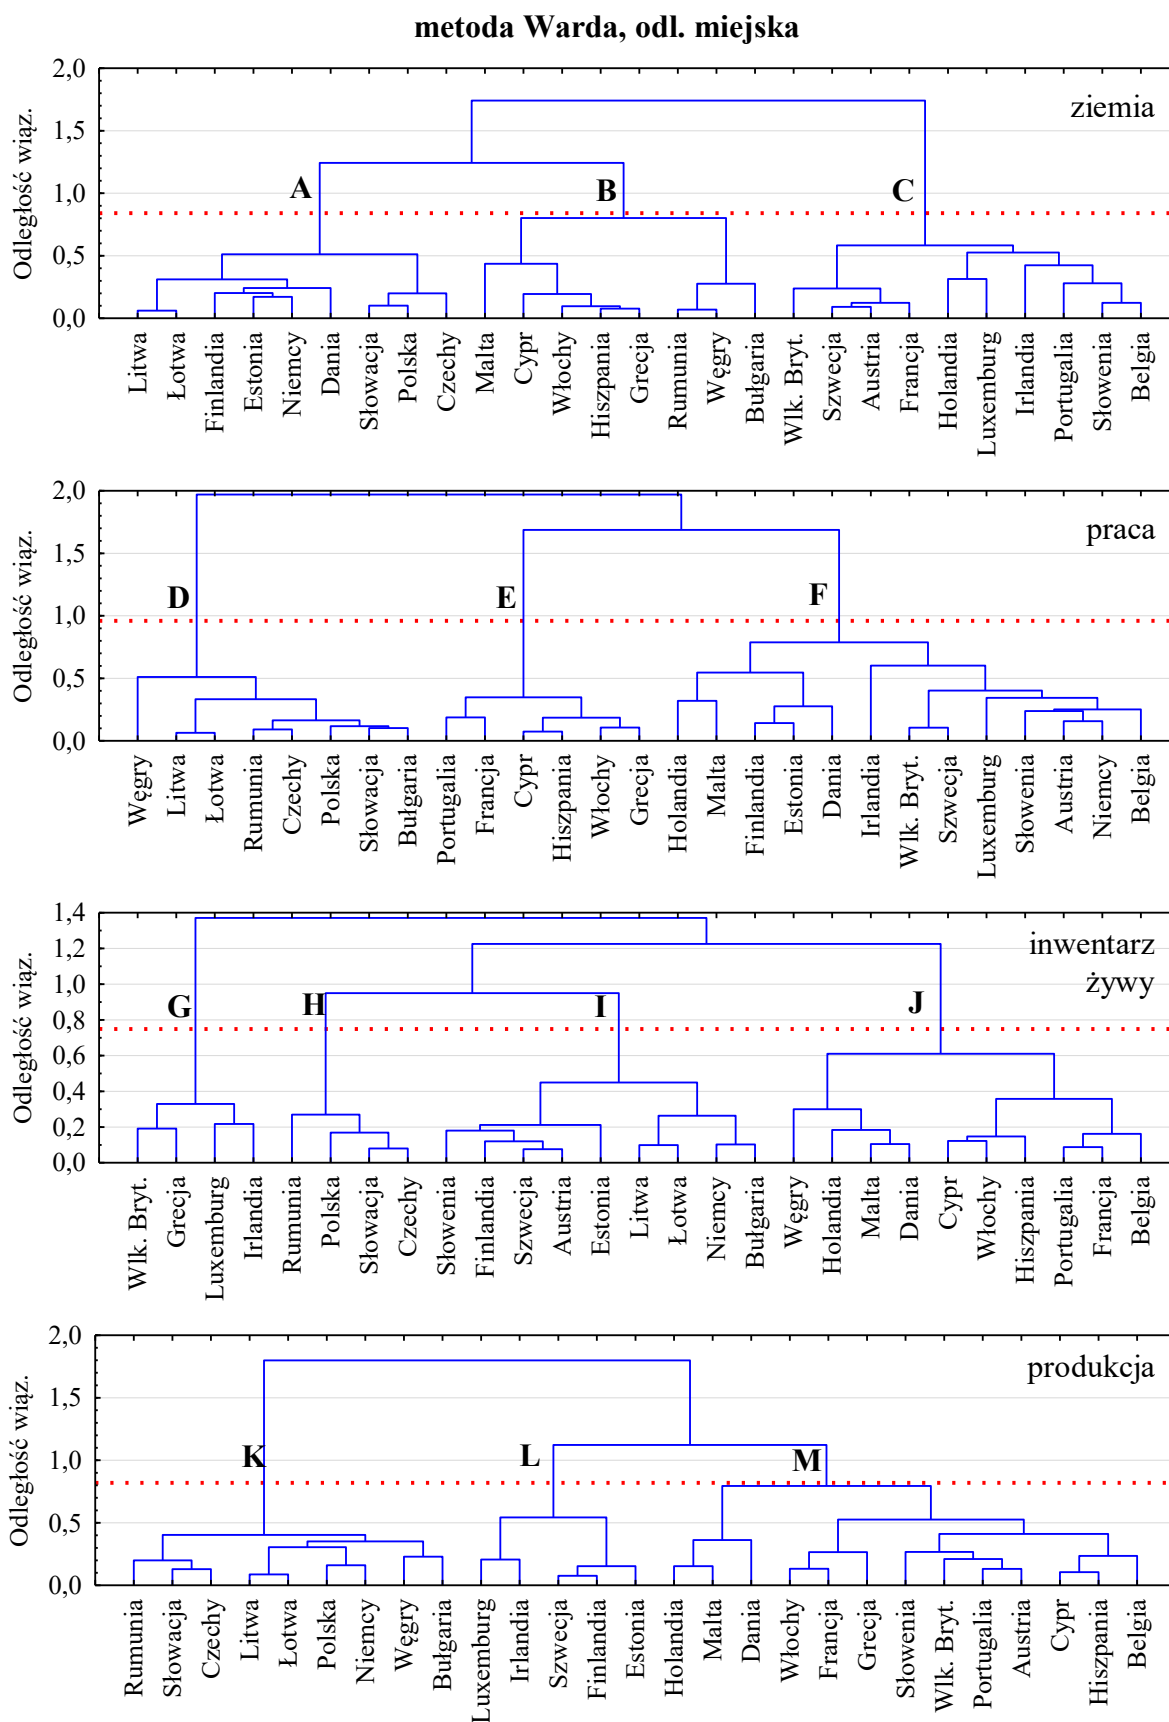 metoda Warda, odl. miejska
2,0
1,5
1,0
0,5
0,0
Odległość wiąz.
ziemia
A
B
C
Litwa
Łotwa
Finlandia
Estonia
Niemcy
Dania
Słowacja
Polska
Czechy
Malta
Cypr
Włochy
Hiszpania
Grecja
Rumunia
Węgry
Bułgaria
Wlk. Bryt.
Szwecja
Austria
Francja
Holandia
Luxemburg
Irlandia
Portugalia
Słowenia
Belgia
2,0
1,5
1,0
0,5
0,0
Odległość wiąz.
praca
D
E
F
Węgry
Litwa
Łotwa
Rumunia
Czechy
Polska
Słowacja
Bułgaria
Portugalia
Francja
Cypr
Hiszpania
Włochy
Grecja
Holandia
Malta
Finlandia
Estonia
Dania
Irlandia
Wlk. Bryt.
Szwecja
Luxemburg
Słowenia
Austria
Niemcy
Belgia
1,4
1,2
1,0
0,8
0,6
0,4
0,2
0,0
Odległość wiąz.
inwentarz
żywy
G
H
I
J
Wlk. Bryt.
Grecja
Luxemburg
Irlandia
Rumunia
Polska
Słowacja
Czechy
Słowenia
Finlandia
Szwecja
Austria
Estonia
Litwa
Łotwa
Niemcy
Bułgaria
Węgry
Holandia
Malta
Dania
Cypr
Włochy
Hiszpania
Portugalia
Francja
Belgia
2,0
1,5
1,0
0,5
0,0
Odległość wiąz.
produkcja
K
L
M
Rumunia
Słowacja
Czechy
Litwa
Łotwa
Polska
Niemcy
Węgry
Bułgaria
Luxemburg
Irlandia
Szwecja
Finlandia
Estonia
Holandia
Malta
Dania
Włochy
Francja
Grecja
Słowenia
Wlk. Bryt.
Portugalia
Austria
Cypr
Hiszpania
Belgia